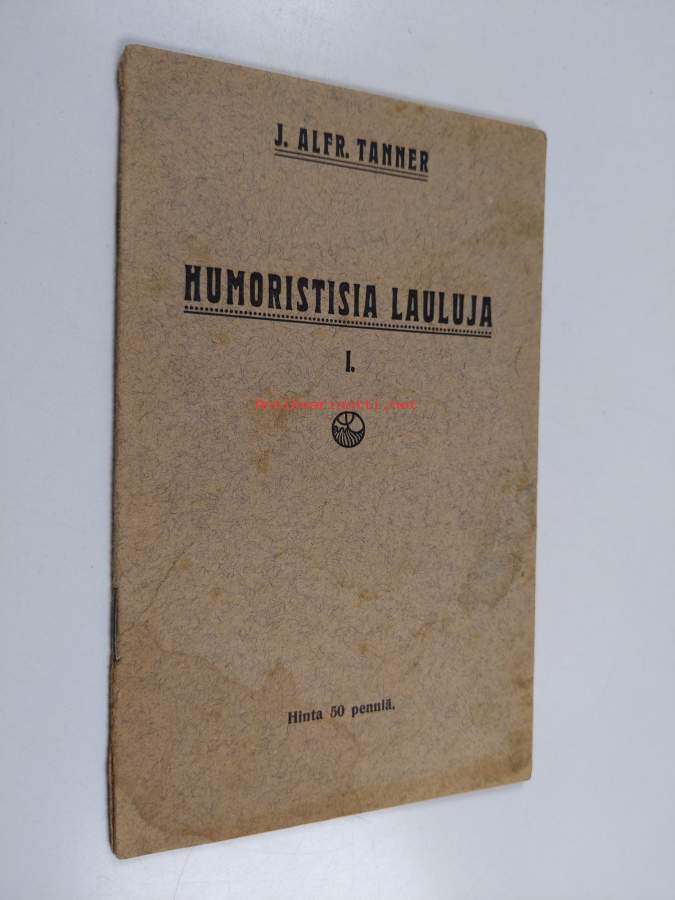 J. ALFR. TANNER
HUMORISTISIA LAULUJA
I.
Antikvariaatti.net
Hinta 50 penniä.